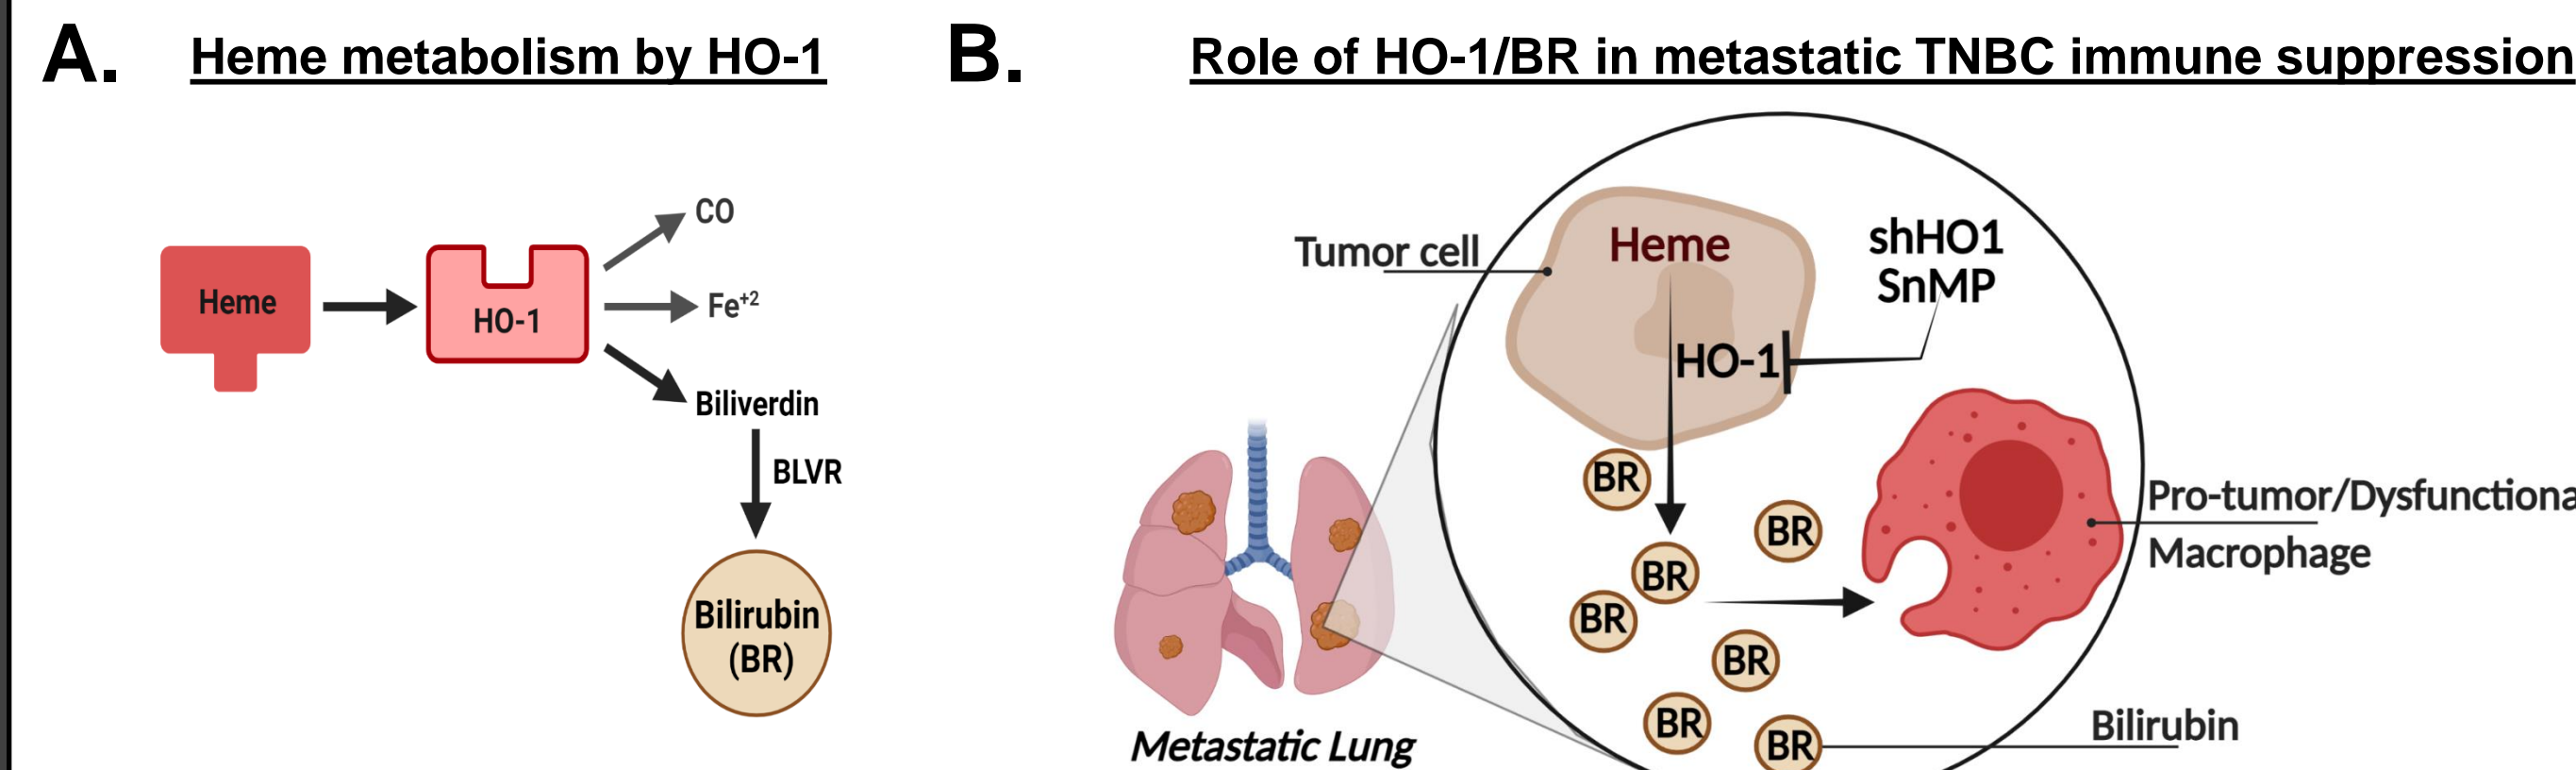 A. Heme metabolism by HO-1
Heme
HO-1
CO
Fe⁺²
Biliverdin
BLVR
Bilirubin
(BR)
B. Role of HO-1/BR in metastatic TNBC immune suppression
Tumor cell
Heme
shHO1
SnMP
HO-1
BR
BR
BR
BR
BR
BR
BR
Pro-tumor/Dysfunctiona
Macrophage
Bilirubin
Metastatic Lung